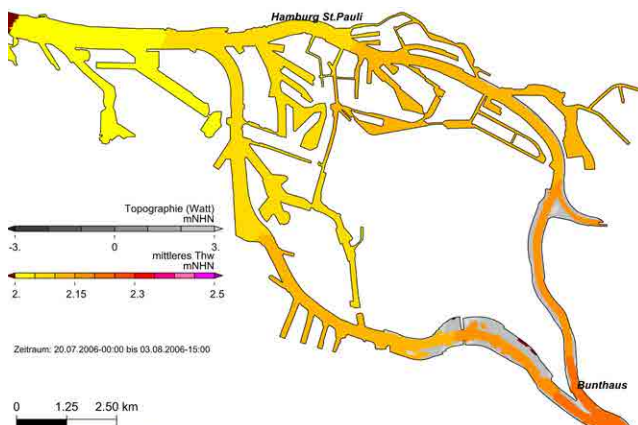 Hamburg St.Pauli
Topographie (Watt)
mNHN
-3. 0 3.
mittleres Thw
mNHN
2. 2.15 2.3 2.5
Zeitraum: 20.07.2006-00:00 bis 03.08.2006-15:00
Bunthaus
0 1.25 2.50 km